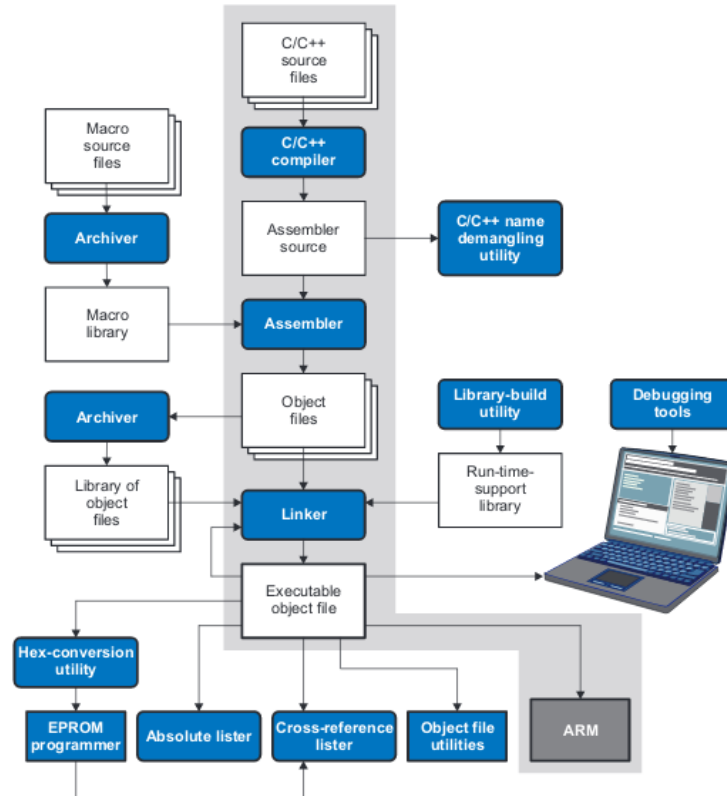 C/C++
source
files
Macro
source
files
C/C++
compiler
Archiver
Assembler
source
C/C++ name
demangling
utility
Macro
library
Assembler
Archiver
Object
files
Library-build
utility
Debugging
tools
Library of
object
files
Linker
Run-time-
support
library
Executable
object file
Hex-conversion
utility
EPROM
programmer
Absolute lister
Cross-reference
lister
Object file
utilities
ARM